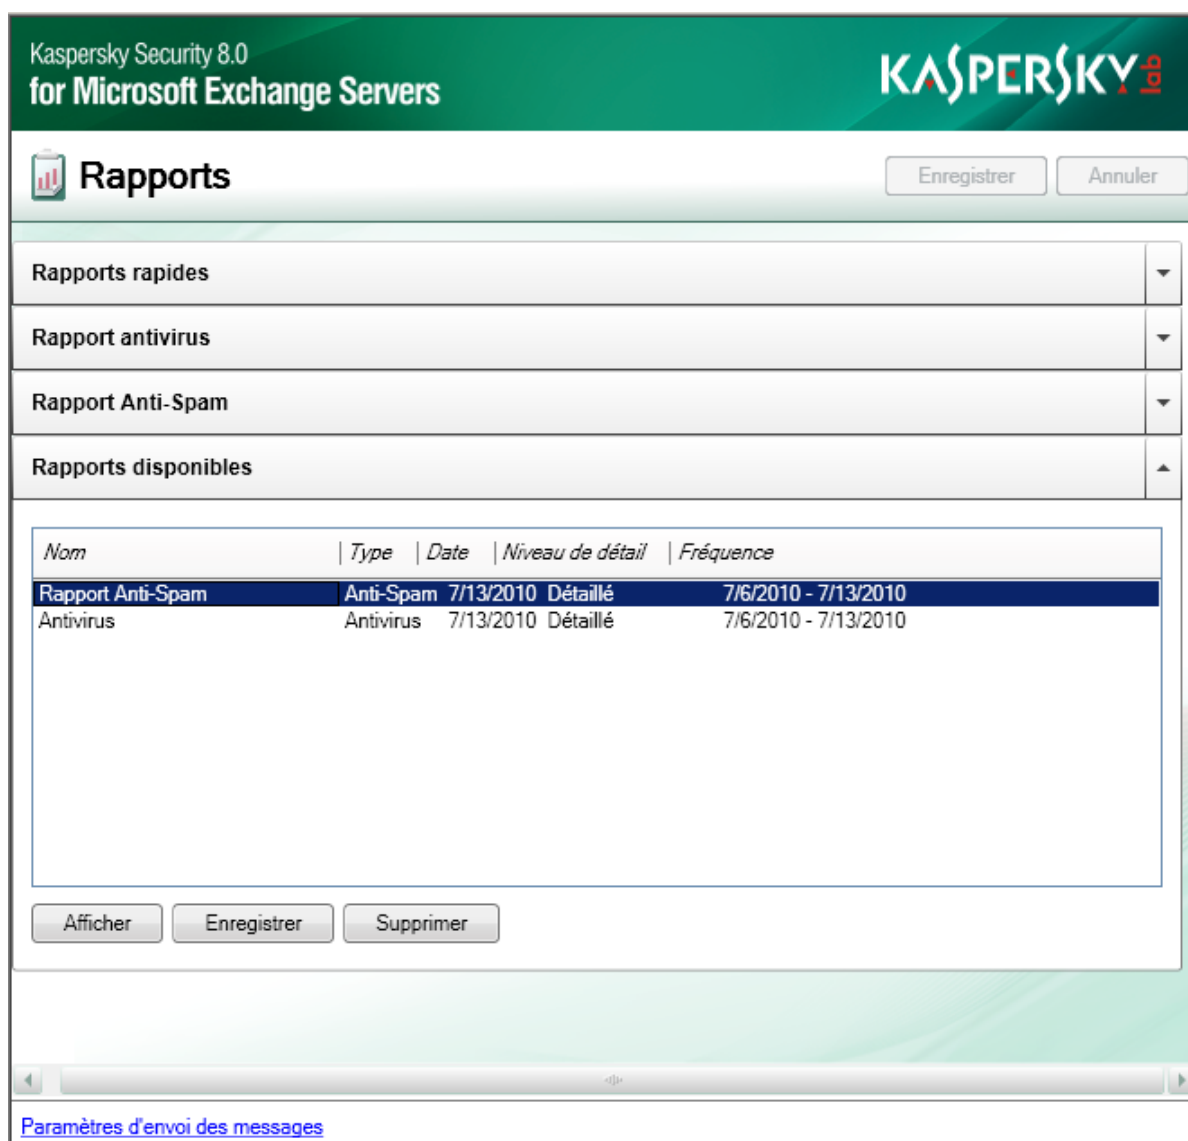 Kaspersky Security 8.0
for Microsoft Exchange Servers
KASPERSKY lab
Rapports
Enregistrer Annuler
Rapports rapides
Rapport antivirus
Rapport Anti-Spam
Rapports disponibles
Nom Type Date Niveau de détail Fréquence
Rapport Anti-Spam Anti-Spam 7/13/2010 Détaillé 7/6/2010 - 7/13/2010
Antivirus Antivirus 7/13/2010 Détaillé 7/6/2010 - 7/13/2010
Afficher Enregistrer Supprimer
Paramètres d'envoi des messages